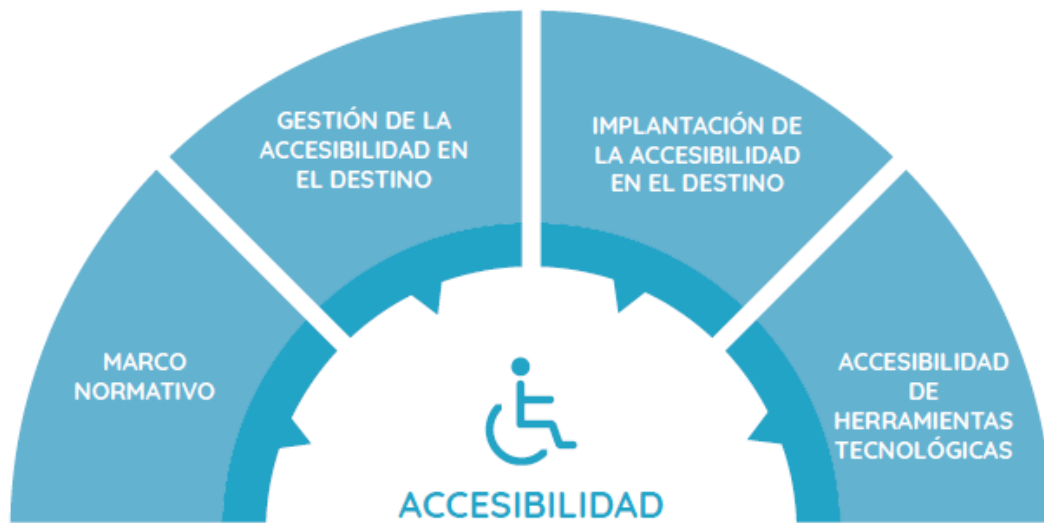 MARCO
NORMATIVO
GESTIÓN DE LA
ACCESIBILIDAD EN
EL DESTINO
IMPLANTACIÓN DE
LA ACCESIBILIDAD
EN EL DESTINO
ACCESIBILIDAD
DE
HERRAMIENTAS
TECNOLÓGICAS
ACCESIBILIDAD